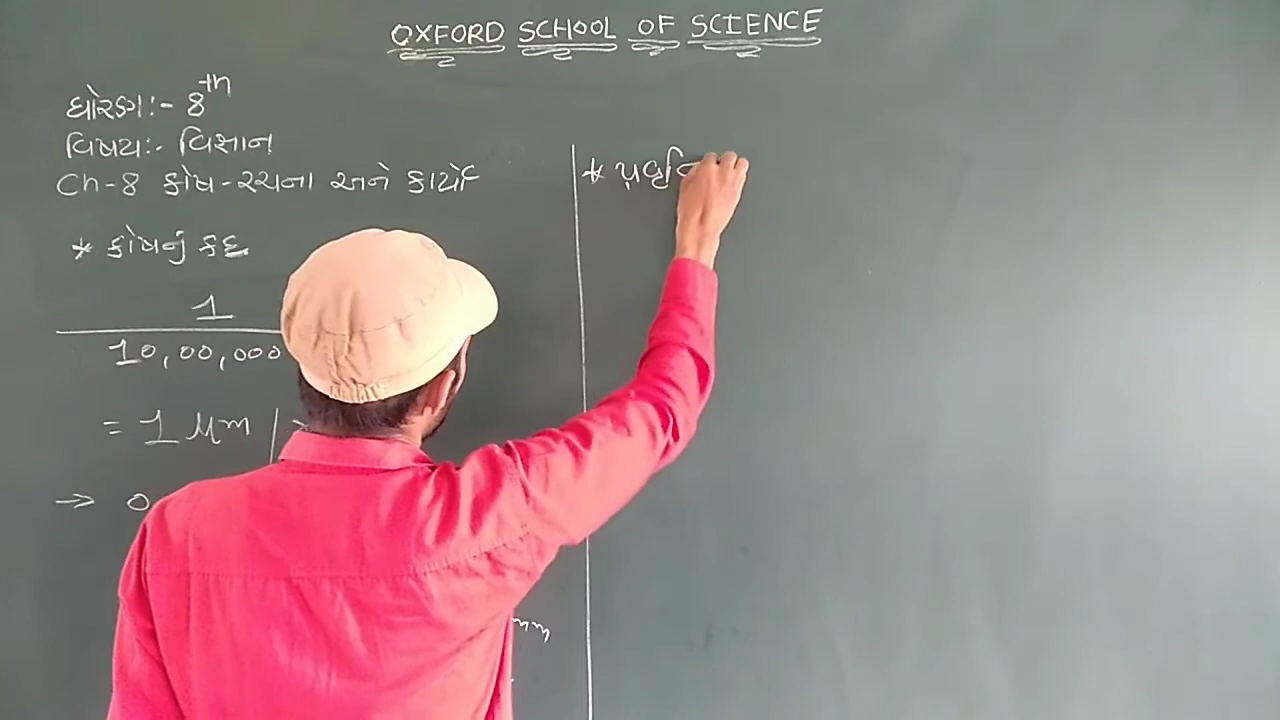 OXFORD SCHOOL OF SCIENCE
ધોરણ:- 8th
વિષય:- વિજ્ઞાન
Ch-8 કોષ-રચના અને કાર્યો
* કોષનું કદ
1
10,00,000
= 1 μm
→ 0
mm
* પ્રવૃત્તિ